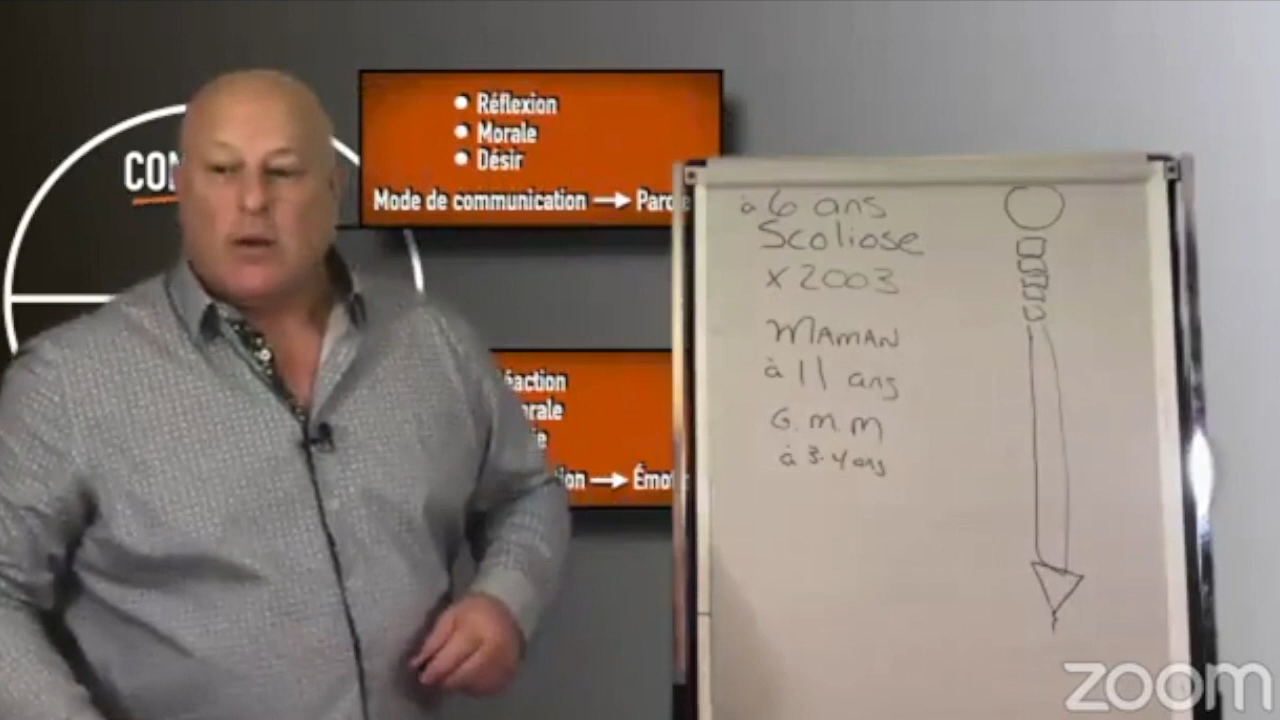 CON
Réflexion
Morale
Désir
Mode de communication → Paro
à 6 ans
Scoliose
x 2003
MAMAN
à 11 ans
G.M.M
à 3-4 ans
éaction
rale
ie
ion → Émot
zoom